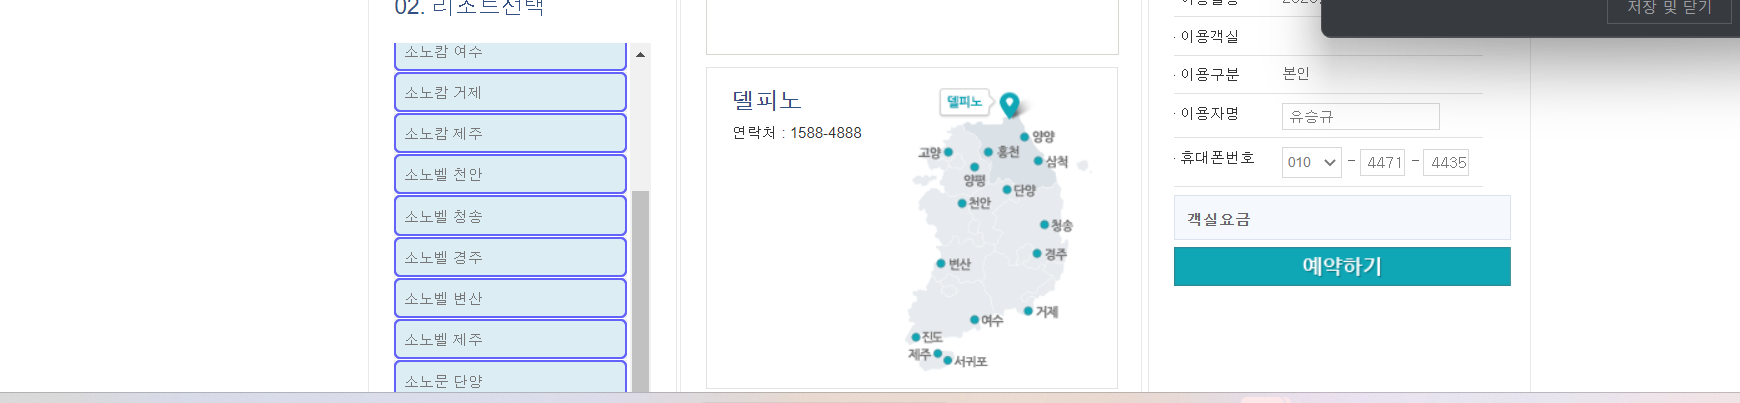 02. 리조트선택
소노캄 여수
소노캄 거제
소노캄 제주
소노벨 천안
소노벨 청송
소노벨 경주
소노벨 변산
소노벨 제주
소노문 단양
델피노
연락처 : 1588-4888
델피노
양양
고양
홍천
삼척
양평
단양
천안
청송
경주
변산
거제
여수
진도
제주
서귀포
· 이용객실
· 이용구분 본인
· 이용자명 유승규
· 휴대폰번호 010 - 4471 - 4435
객실요금
예약하기
저장 및 닫기